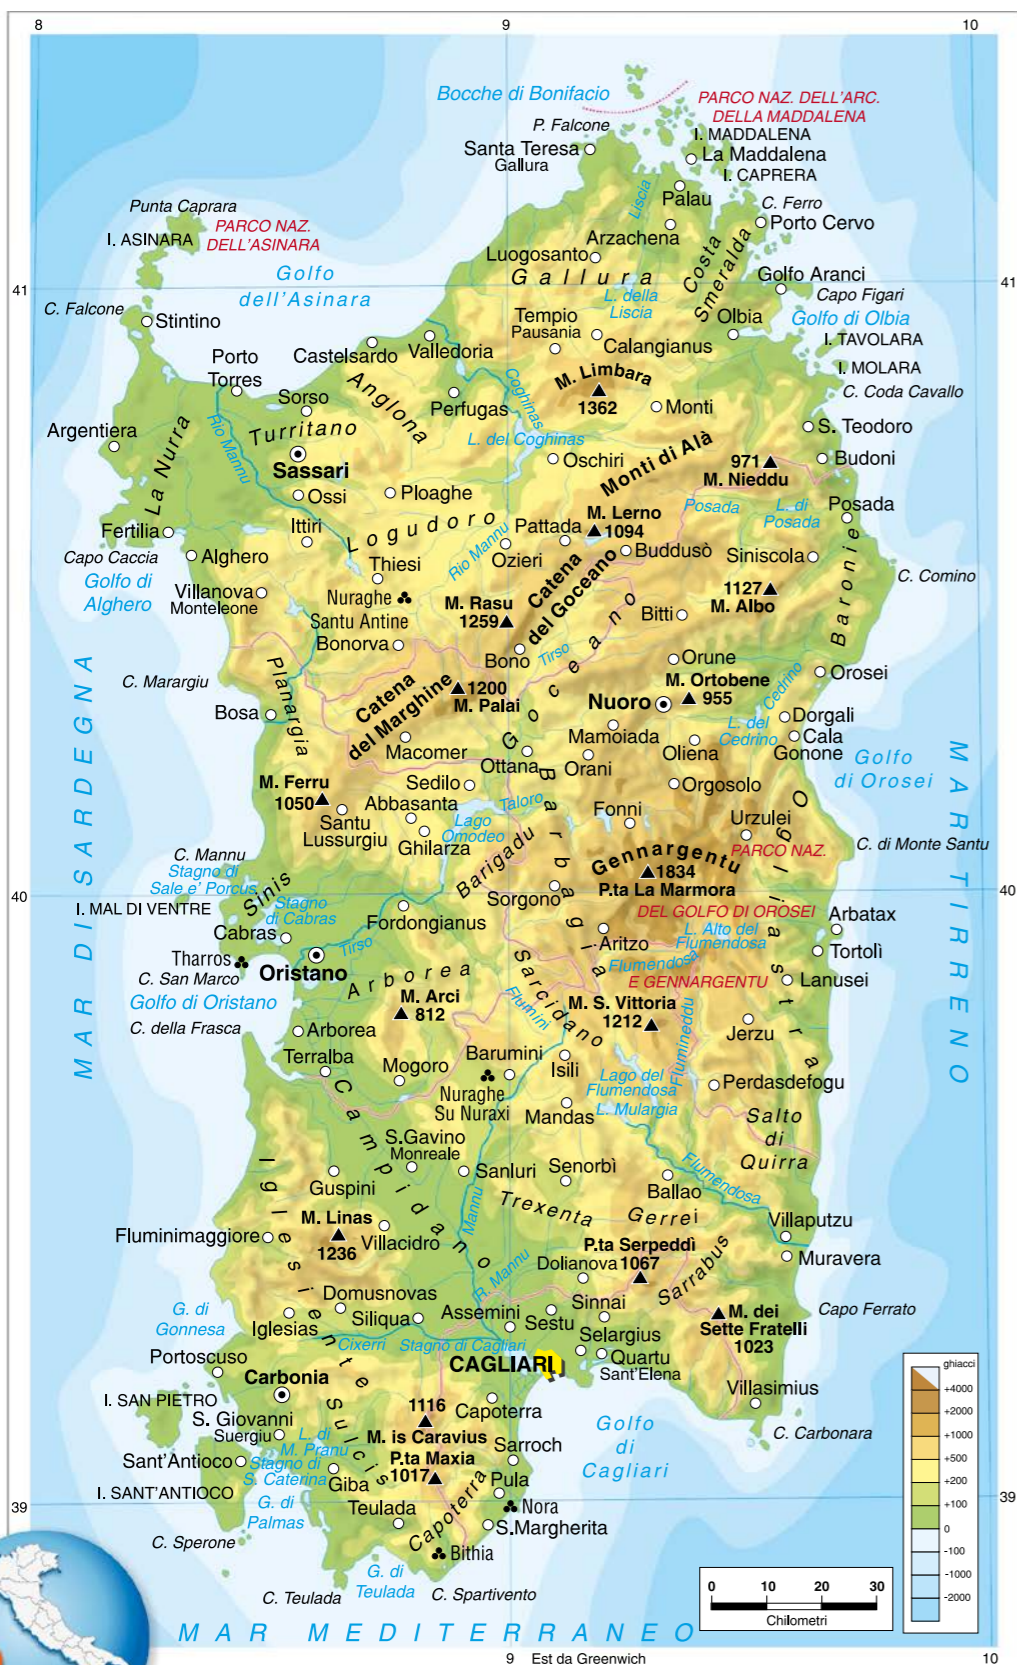 8
9
10
Bocche di Bonifacio
PARCO NAZ. DELL'ARC.
DELLA MADDALENA
P. Falcone
I. MADDALENA
Santa Teresa
Gallura
La Maddalena
I. CAPRERA
Liscia
Palau
Punta Caprara
C. Ferro
PARCO NAZ.
DELL'ASINARA
I. ASINARA
Porto Cervo
Arzachena
Luogosanto
Costa
Smeralda
Golfo
dell'Asinara
Gallura
Golfo Aranci
41
41
L. della
Liscia
Capo Figari
C. Falcone
Stintino
Tempio
Pausania
Olbia
Golfo di Olbia
Castelsardo
Valledoria
Calangianus
I. TAVOLARA
Porto
Torres
M. Limbara
1362
I. MOLARA
Anglona
Coghinas
C. Coda Cavallo
Sorso
Perfugas
Monti
Argentiera
Turritano
L. del Coghinas
S. Teodoro
La Nurra
Rio Mannu
Sassari
Oschiri
Monti di Alà
971
M. Nieddu
Budoni
Ossi
Ploaghe
Posada
L. di
Posada
Posada
Fertilia
Ittiri
Logudoro
Pattada
M. Lerno
1094
Capo Caccia
Alghero
Rio Mannu
Ozieri
Buddusò
Siniscola
Golfo di
Alghero
Thiesi
Catena
del Goceano
C. Comino
Villanova
Monteleone
Nuraghe
Santu Antine
M. Rasu
1259
1127
M. Albo
Baronie
Bitti
Bonorva
Bono
Tirso
Orune
Orosei
MAR DI SARDEGNA
C. Marargiu
Planargia
Catena
del Marghine
1200
M. Palai
Goceano
Nuoro
M. Ortobene
955
Cedrino
Bosa
Dorgali
L. del
Cedrino
Cala
Gonone
Mamoiada
Oliena
Macomer
Ottana
Orani
Golfo
di Orosei
MAR TIRRENO
M. Ferru
1050
Sedilo
Orgosolo
Barbagia
Ogliastra
Abbasanta
Taloro
Fonni
Santu
Lussurgiu
Lago
Omodeo
Urzulei
Ghilarza
PARCO NAZ.
C. di Monte Santu
C. Mannu
Stagno di
Sale e' Porcus
Barigadu
Gennargentu
1834
P.ta La Marmora
Sinis
Sorgono
40
40
I. MAL DI VENTRE
Stagno
di Cabras
Fordongianus
DEL GOLFO DI OROSEI
Arbatax
Cabras
Tirso
Aritzo
L. Alto del
Flumendosa
Tharros
Oristano
Flumendosa
Tortolì
C. San Marco
Arborea
Sarcidano
E GENNARGENTU
Lanusei
Golfo di Oristano
M. Arci
812
Flumini
M. S. Vittoria
1212
C. della Frasca
Arborea
Flumineddu
Jerzu
Terralba
Barumini
Isili
Mogoro
Nuraghe
Su Nuraxi
Lago del
Flumendosa
Perdasdefogu
Mandas
L. Mulargia
Salto
di
Quirra
Campidano
S.Gavino
Monreale
Iglesiente
Guspini
Sanluri
Senorbì
Flumendosa
Ballao
Trexenta
Gerrei
Mannu
Fluminimaggiore
M. Linas
1236
Villacidro
Villaputzu
P.ta Serpeddì
1067
Muravera
R. Mannu
Dolianova
Sarrabus
Domusnovas
Assemini
Sinnai
M. dei
Sette Fratelli
1023
Capo Ferrato
G. di
Gonnesa
Iglesias
Siliqua
Sestu
Cixerri
Stagno di Cagliari
Selargius
Portoscuso
CAGLIARI
Quartu
Sant'Elena
Carbonia
Villasimius
I. SAN PIETRO
1116
M. is Caravius
Capoterra
S. Giovanni
Suergiu
Sulcis
Golfo
di
Cagliari
C. Carbonara
L. di
M. Pranu
Sarroch
Sant'Antioco
Stagno di
S. Caterina
P.ta Maxia
1017
Giba
Pula
I. SANT'ANTIOCO
G. di
Palmas
Teulada
Capoterra
Nora
39
39
S.Margherita
C. Sperone
Bithia
G. di
Teulada
C. Teulada
C. Spartivento
MAR MEDITERRANEO
ghiacci
+4000
+2000
+1000
+500
+200
+100
0
-100
-1000
-2000
0
10
20
30
Chilometri
9
Est da Greenwich
10